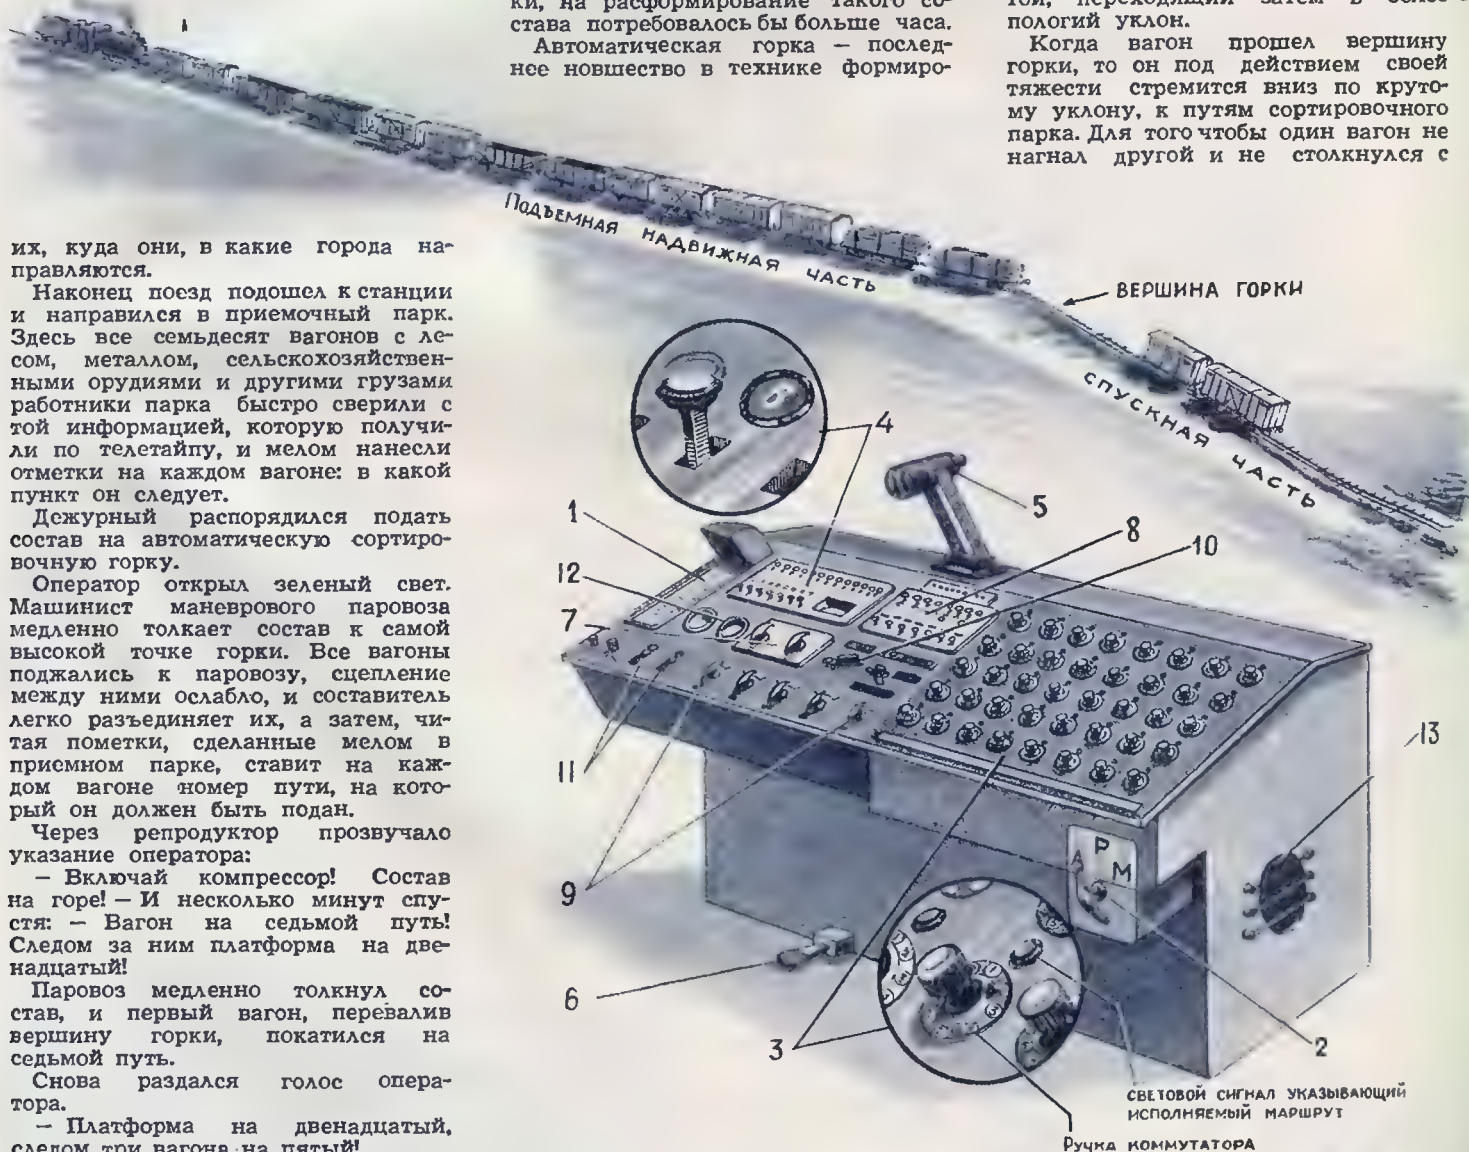 ки, на расформирование такого со-
става потребовалось бы больше часа.
Автоматическая горка — послед-
нее новшество в технике формиро-
той, переходящий затем в более
пологий уклон.
Когда вагон прошел вершину
горки, то он под действием своей
тяжести стремится вниз по круто-
му уклону, к путям сортировочного
парка. Для того чтобы один вагон не
нагнал другой и не столкнулся с
Подъемная надвижная часть
ВЕРШИНА ГОРКИ
спускная часть
их, куда они, в какие города на-
правляются.
Наконец поезд подошел к станции
и направился в приемочный парк.
Здесь все семьдесят вагонов с ле-
сом, металлом, сельскохозяйствен-
ными орудиями и другими грузами
работники парка быстро сверили с
той информацией, которую получи-
ли по телетайпу, и мелом нанесли
отметки на каждом вагоне: в какой
пункт он следует.
Дежурный распорядился подать
состав на автоматическую сортиро-
вочную горку.
Оператор открыл зеленый свет.
Машинист маневрового паровоза
медленно толкает состав к самой
высокой точке горки. Все вагоны
поджались к паровозу, сцепление
между ними ослабло, и составитель
легко разъединяет их, а затем, чи-
тая пометки, сделанные мелом в
приемном парке, ставит на каж-
дом вагоне номер пути, на кото-
рый он должен быть подан.
Через репродуктор прозвучало
указание оператора:
— Включай компрессор! Состав
на горе! — И несколько минут спу-
стя: — Вагон на седьмой путь!
Следом за ним платформа на две-
надцатый!
Паровоз медленно толкнул со-
став, и первый вагон, перевалив
вершину горки, покатился на
седьмой путь.
Снова раздался голос опера-
тора.
— Платформа на двенадцатый,
следом три вагона на пятый!
4
5
1
8
10
12
7
13
11
А Р М
9
6
3
2
СВЕТОВОЙ СИГНАЛ УКАЗЫВАЮЩИЙ
ИСПОЛНЯЕМЫЙ МАРШРУТ
Ручка коммутатора